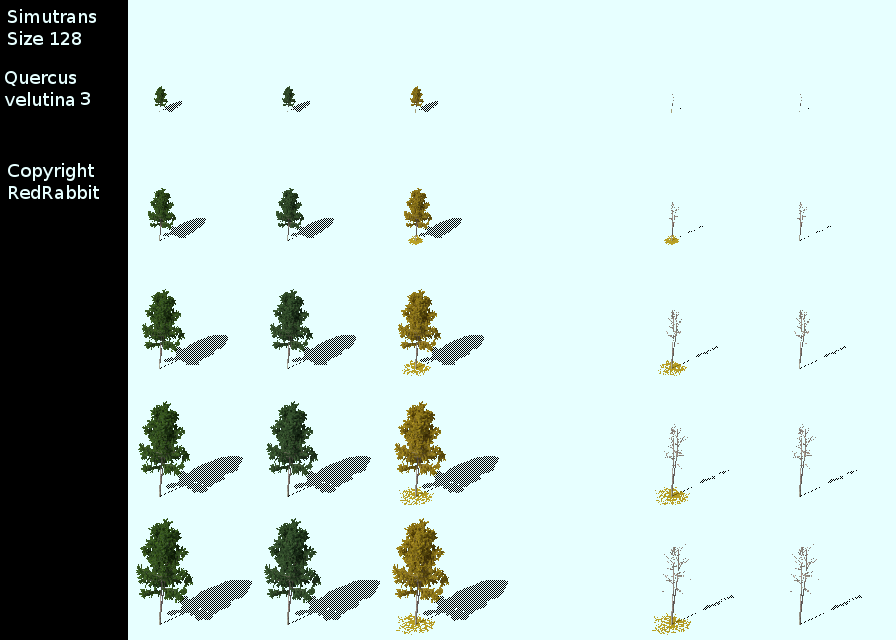 Simutrans
Size 128
Quercus
velutina 3
Copyright
RedRabbit